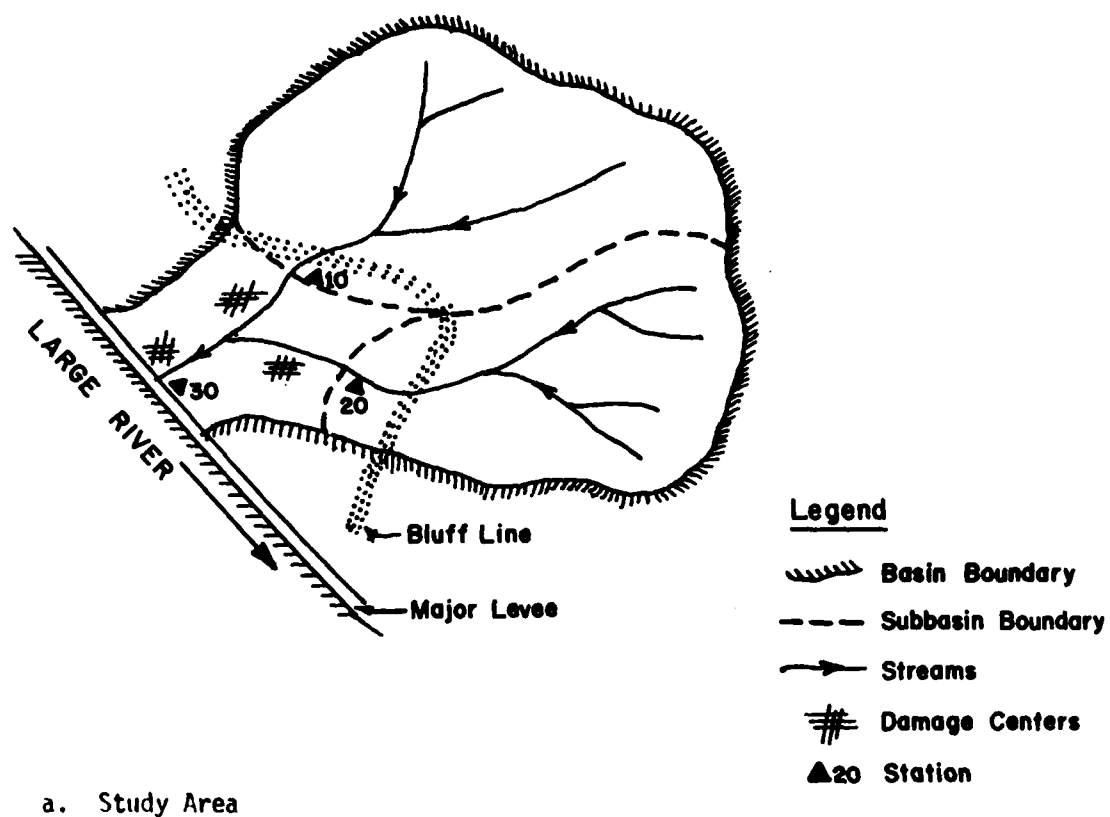 10
30
20
LARGE RIVER
Bluff Line
Major Levee
Legend
Basin Boundary
Subbasin Boundary
Streams
Damage Centers
20 Station
a. Study Area